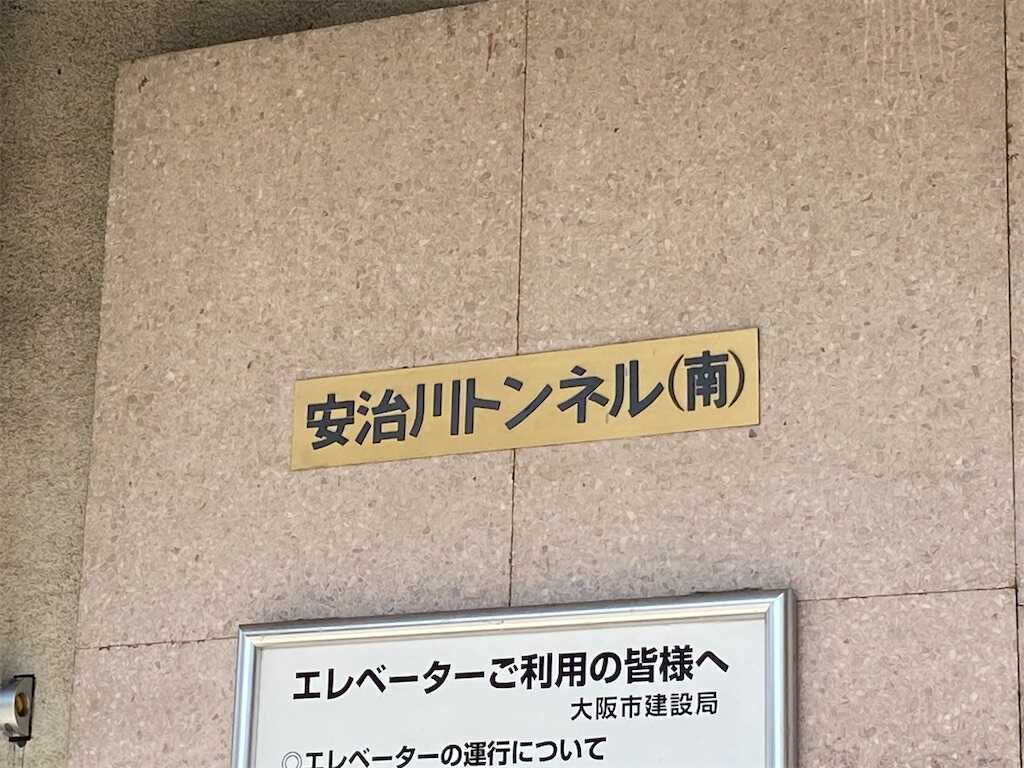 安治川トンネル(南)
エレベーターご利用の皆様へ
大阪市建設局
◎エレベーターの運行について